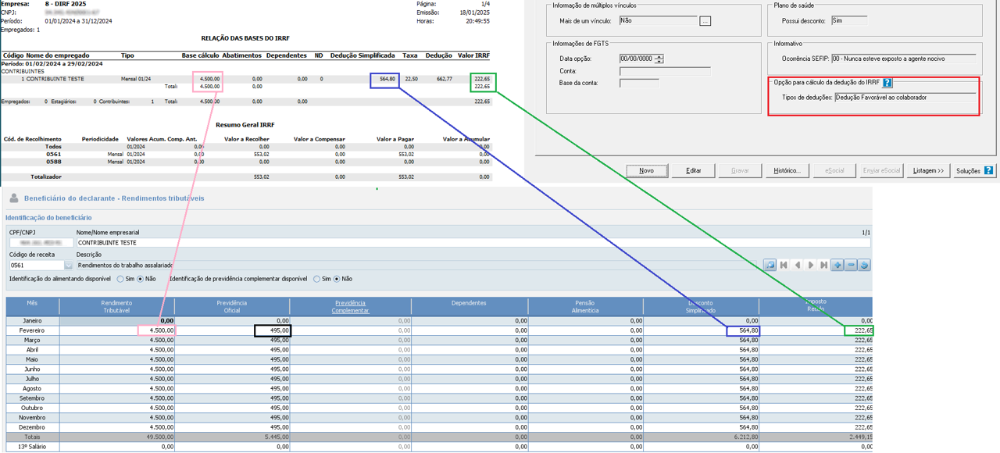 Empresa: 8 - DIRF 2025 Página: 1/4
CNPJ: Emissão: 18/01/2025
Período: 01/01/2024 a 31/12/2024 Horas: 20:49:55
Empregados: 1
RELAÇÃO DAS BASES DO IRRF
Código Nome do empregado Tipo Base cálculo Abatimentos Dependentes ND Dedução Simplificada Taxa Dedução Valor IRRF
Período: 01/02/2024 a 29/02/2024
CONTRIBUINTES
1 CONTRIBUINTE TESTE Mensal 01/24 4.500,00 0,00 0,00 0 564,80 22,50 662,77 222,65
Total: 4.500,00 0,00 222,65
Empregados: 0 Estagiários: 0 Contribuintes: 1 Total: 4.500,00 0,00 0,00 222,65
Resumo Geral IRRF
Cód. de Recolhimento Periodicidade Valores Acum. Comp. Ant. Valor a Recolher Valor a Compensar Valor a Pagar Valor a Acumular
Todos 01/2024 0,00 0,00 0,00 0,00 0,00
0561 Mensal 01/2024 0,00 553,02 0,00 553,02 0,00
0588 Mensal 01/2024 0,00 0,00 0,00 0,00 0,00
Totalizador 553,02 0,00 553,02 0,00
Informação de múltiplos vínculos
Mais de um vínculo: Não ...
Plano de saúde
Possui desconto: Sim
Informações de FGTS
Data opção: 00/00/0000
Conta:
Base da conta:
Informativo
Ocorrência SEFIP: 00 - Nunca esteve exposto a agente nocivo
Opção para cálculo da dedução do IRRF ?
Tipos de deduções: Dedução Favorável ao colaborador
Novo Editar Gravar Histórico... eSocial Enviar eSocial Listagem >> Soluções ?
Beneficiário do declarante - Rendimentos tributáveis
Identificação do beneficiário
CPF/CNPJ Nome/Nome empresarial 1/1
CONTRIBUINTE TESTE
Código de receita Descrição
0561 Rendimentos do trabalho assalariado
Identificação do alimentando disponível Sim Não Identificação de previdência complementar disponível Sim Não
Mês Rendimento Tributável Previdência Oficial Previdência Complementar Dependentes Pensão Alimentícia Desconto Simplificado Imposto Retido
Janeiro 0,00 0,00 0,00 0,00 0,00 0,00 0,00
Fevereiro 4.500,00 495,00 0,00 0,00 0,00 564,80 222,65
Março 4.500,00 495,00 0,00 0,00 0,00 564,80 222,65
Abril 4.500,00 495,00 0,00 0,00 0,00 564,80 222,65
Maio 4.500,00 495,00 0,00 0,00 0,00 564,80 222,65
Junho 4.500,00 495,00 0,00 0,00 0,00 564,80 222,65
Julho 4.500,00 495,00 0,00 0,00 0,00 564,80 222,65
Agosto 4.500,00 495,00 0,00 0,00 0,00 564,80 222,65
Setembro 4.500,00 495,00 0,00 0,00 0,00 564,80 222,65
Outubro 4.500,00 495,00 0,00 0,00 0,00 564,80 222,65
Novembro 4.500,00 495,00 0,00 0,00 0,00 564,80 222,65
Dezembro 4.500,00 495,00 0,00 0,00 0,00 564,80 222,65
Totais 49.500,00 5.445,00 0,00 0,00 0,00 6.212,80 2.449,15
13º Salário 0,00 0,00 0,00 0,00 0,00 0,00 0,00